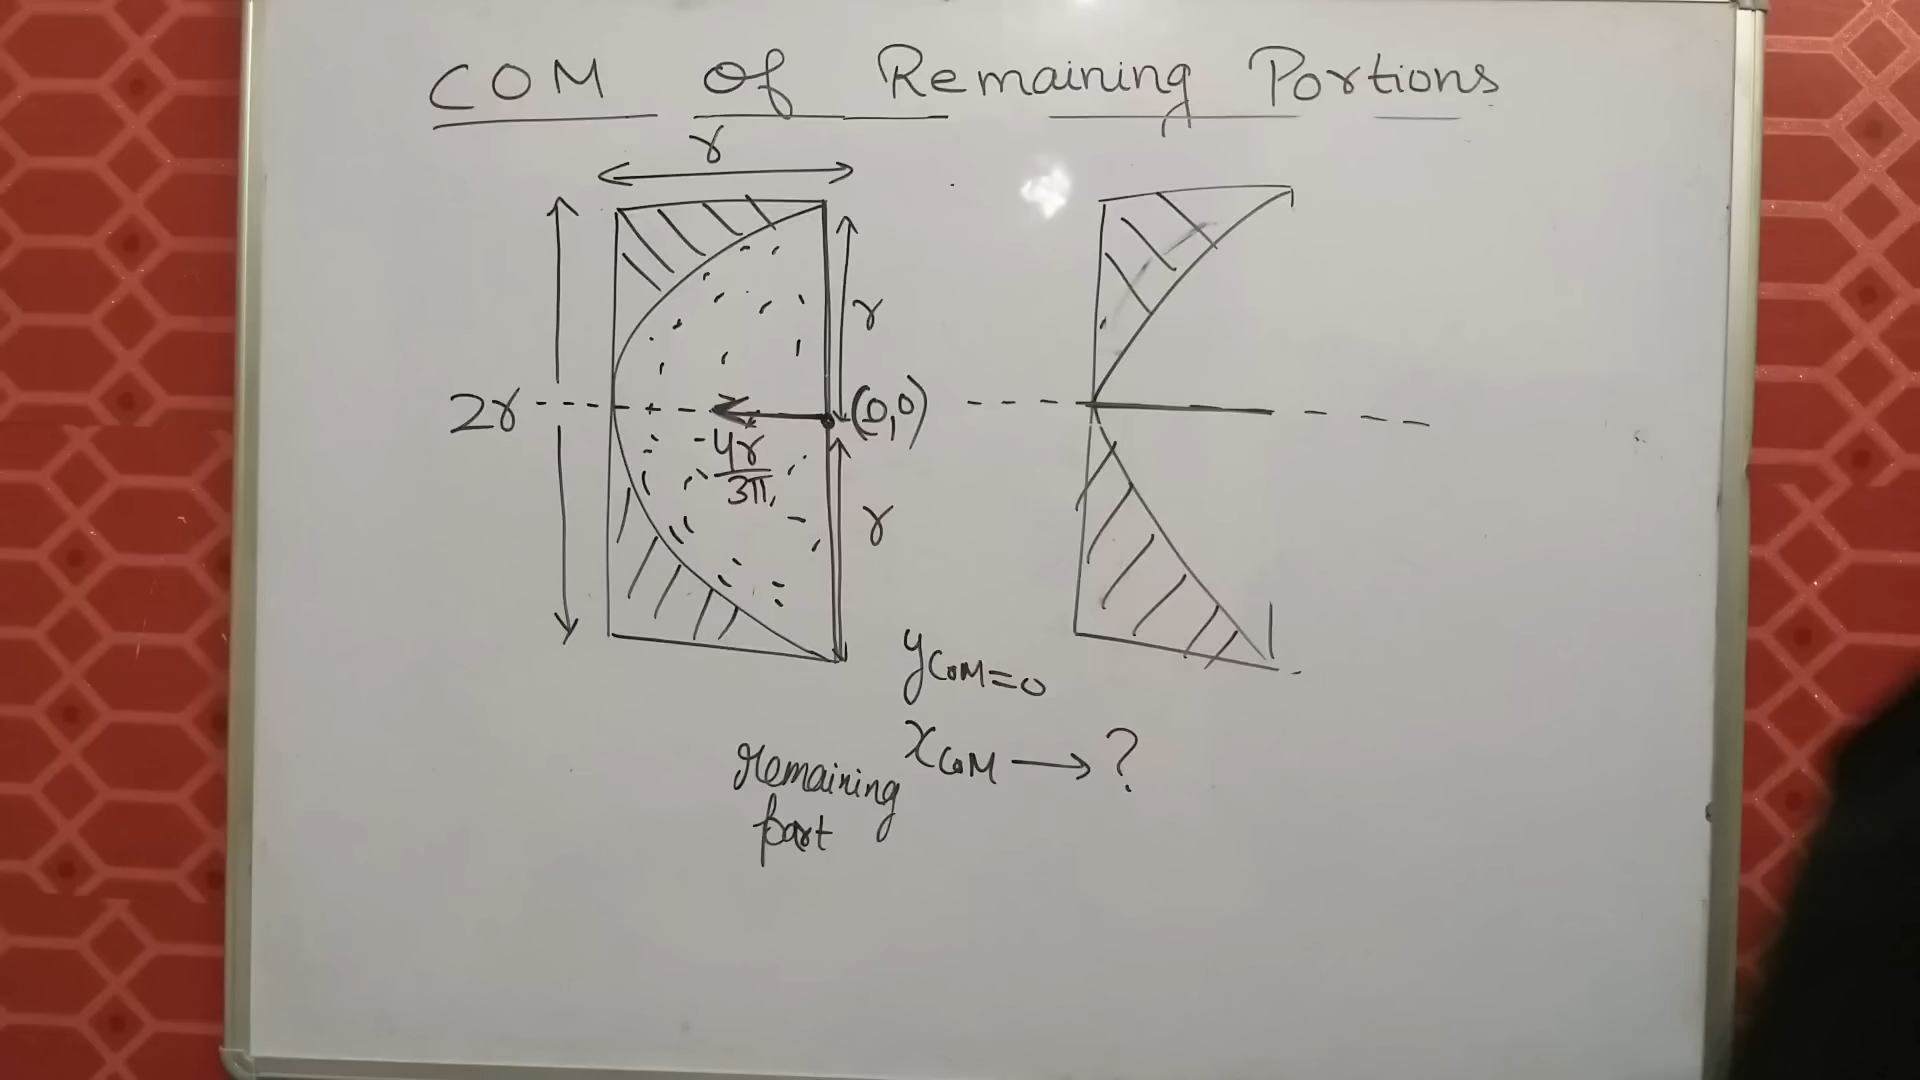 COM of Remaining Portions
r
r
2r
(0,0)
-4r/3π
r
yCOM=0
xCOM→?
remaining
part